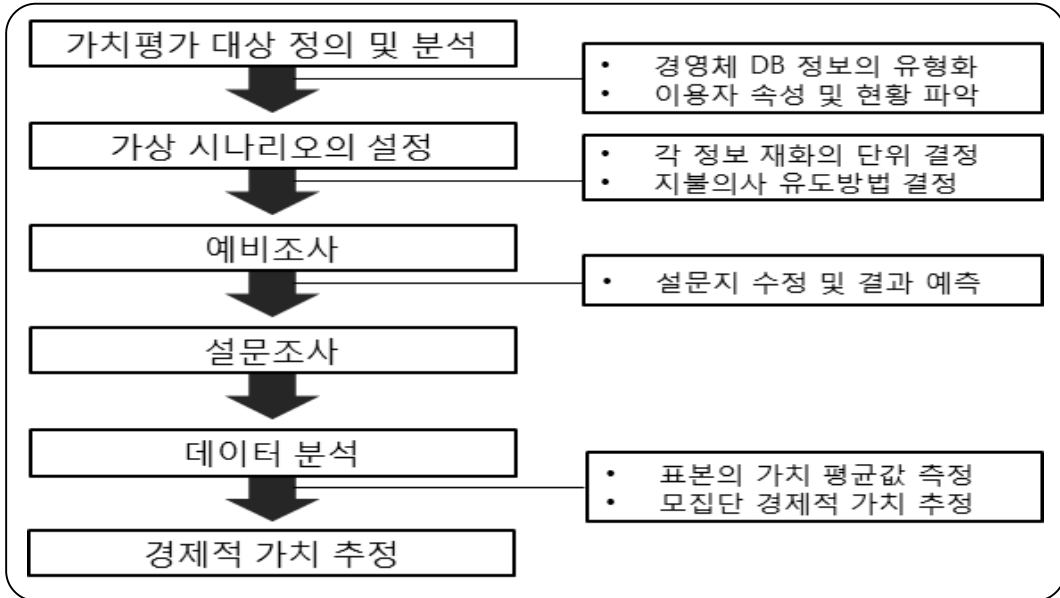 가치평가 대상 정의 및 분석
• 경영체 DB 정보의 유형화
• 이용자 속성 및 현황 파악
가상 시나리오의 설정
• 각 정보 재화의 단위 결정
• 지불의사 유도방법 결정
예비조사
• 설문지 수정 및 결과 예측
설문조사
데이터 분석
• 표본의 가치 평균값 측정
• 모집단 경제적 가치 추정
경제적 가치 추정